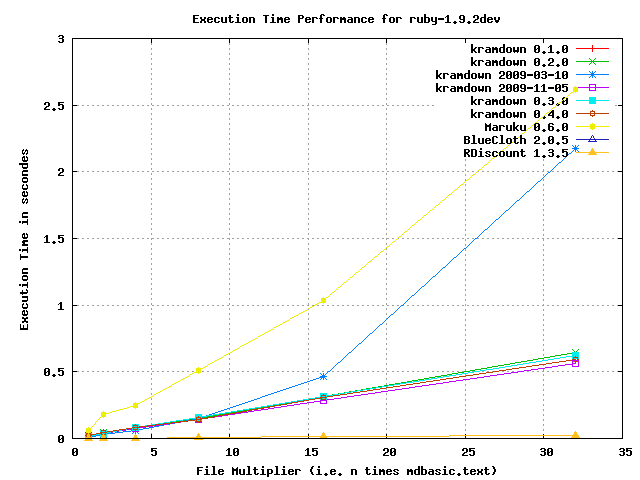 Execution Time Performance for ruby-1.9.2dev
kramdown 0.1.0
kramdown 0.2.0
kramdown 2009-03-10
kramdown 2009-11-05
kramdown 0.3.0
kramdown 0.4.0
Maruku 0.6.0
BlueCloth 2.0.5
RDiscount 1.3.5
3
2.5
2
1.5
1
0.5
0
Execution Time in secondes
0 5 10 15 20 25 30 35
File Multiplier (i.e. n times mdbasic.text)